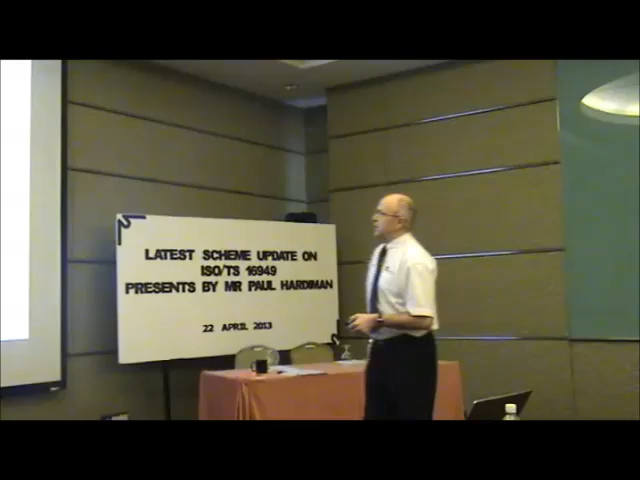 LATEST SCHEME UPDATE ON
ISO/TS 16949
PRESENTS BY MR PAUL HARDIMAN
22 APRIL 2013